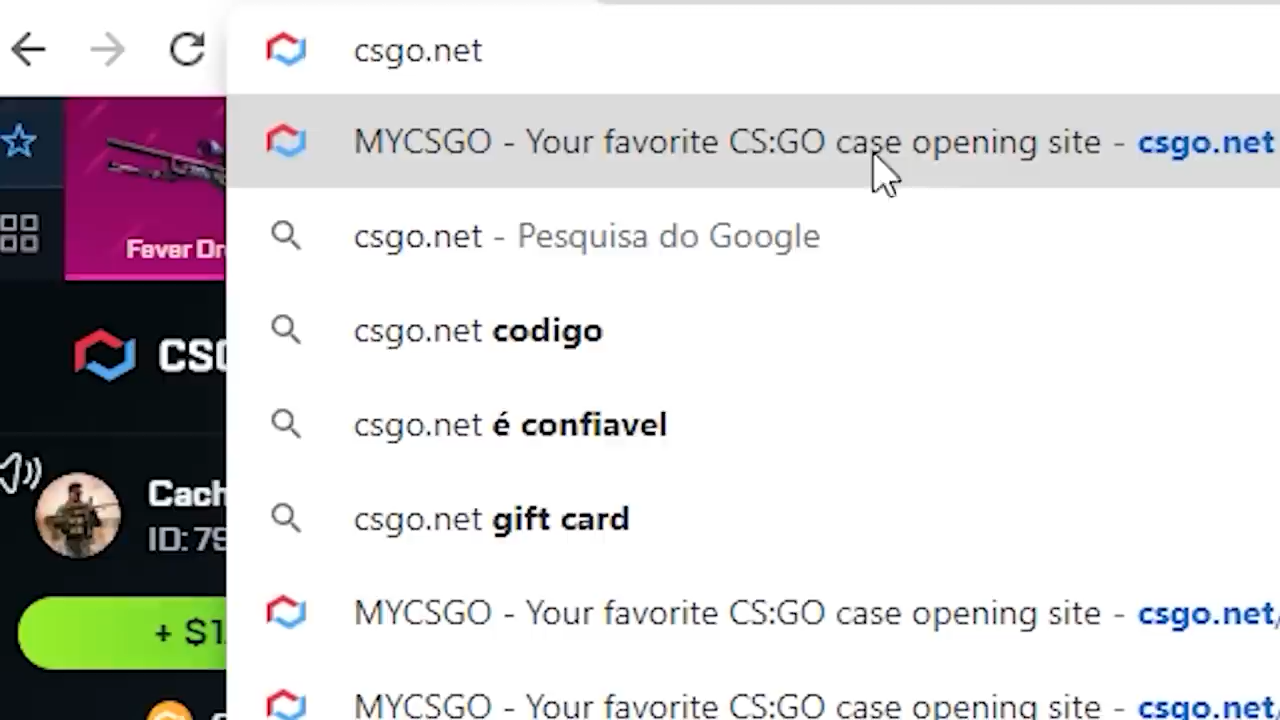 csgo.net
MYCSGO - Your favorite CS:GO case opening site - csgo.net
csgo.net - Pesquisa do Google
csgo.net codigo
csgo.net é confiavel
csgo.net gift card
MYCSGO - Your favorite CS:GO case opening site - csgo.net/
MYCSGO - Your favorite CS:GO case opening site - csgo.net/
Fever Dr
CSG
Cach
ID: 79
+ $1